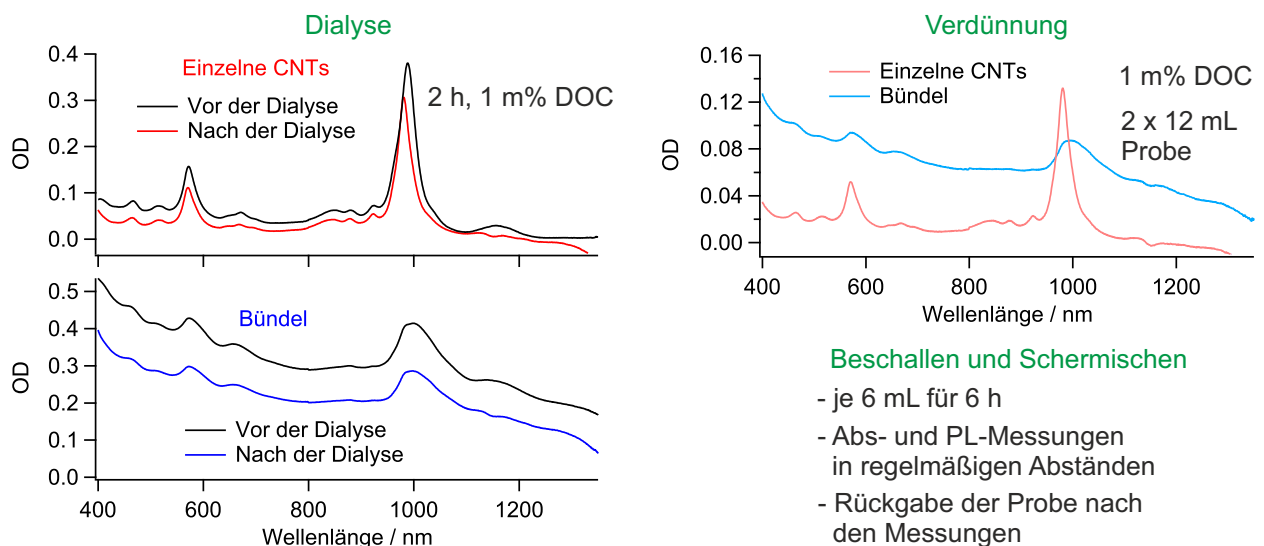 Dialyse
0.4
0.3
0.2
0.1
0.0
OD
Einzelne CNTs
Vor der Dialyse
Nach der Dialyse
2 h, 1 m% DOC
0.5
0.4
0.3
0.2
0.1
0.0
OD
Bündel
Vor der Dialyse
Nach der Dialyse
400 600 800 1000 1200
Wellenlänge / nm
Verdünnung
0.16
0.12
0.08
0.04
0.00
OD
Einzelne CNTs
Bündel
1 m% DOC
2 x 12 mL
Probe
400 600 800 1000 1200
Wellenlänge / nm
Beschallen und Schermischen
- je 6 mL für 6 h
- Abs- und PL-Messungen
in regelmäßigen Abständen
- Rückgabe der Probe nach
den Messungen